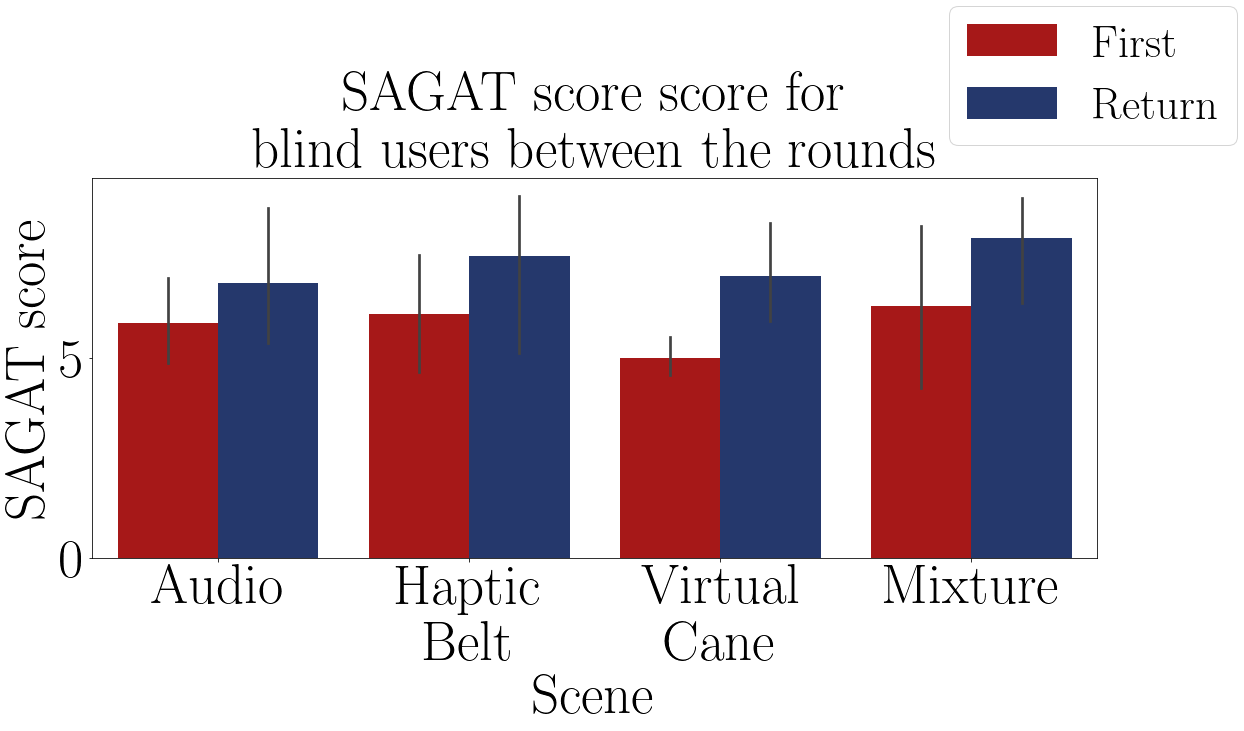 First
Return
SAGAT score score for
blind users between the rounds
SAGAT score
5
0
Audio
Haptic
Belt
Virtual
Cane
Mixture
Scene